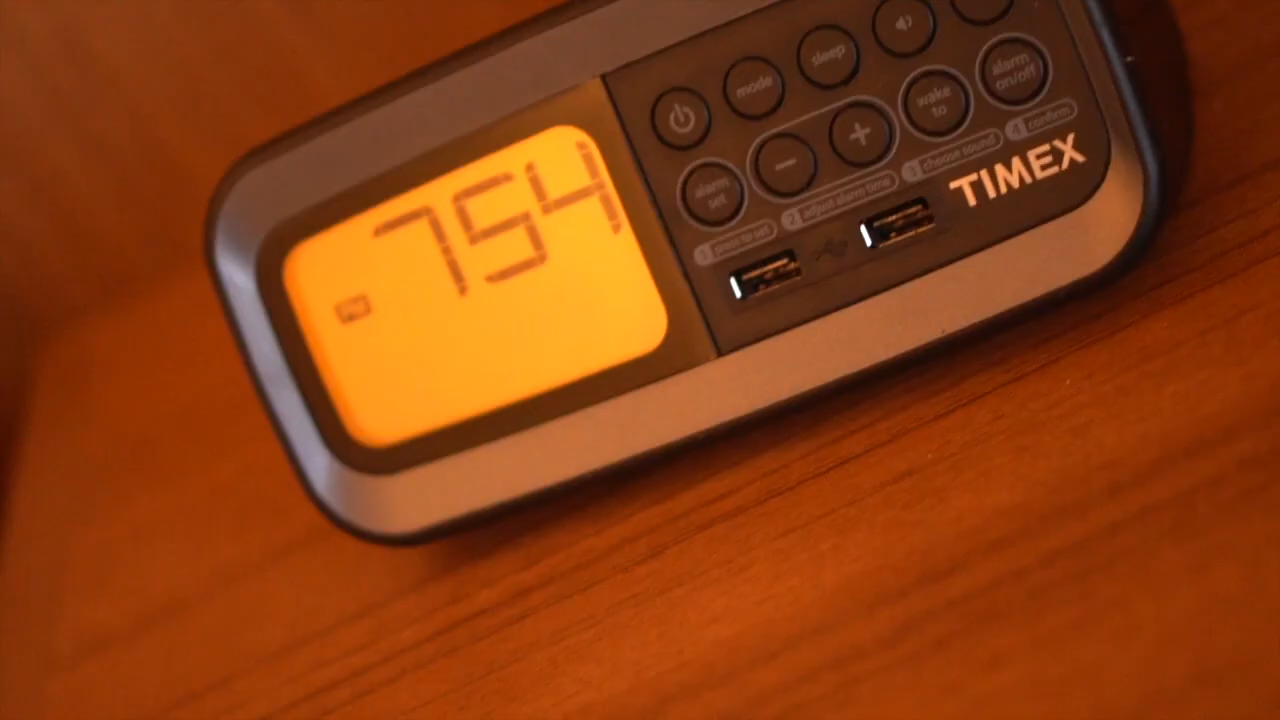 754
PM
mode
sleep
alarm set
wake to
alarm on/off
1 press to set
2 adjust alarm time
3 choose sound
4 confirm
TIMEX